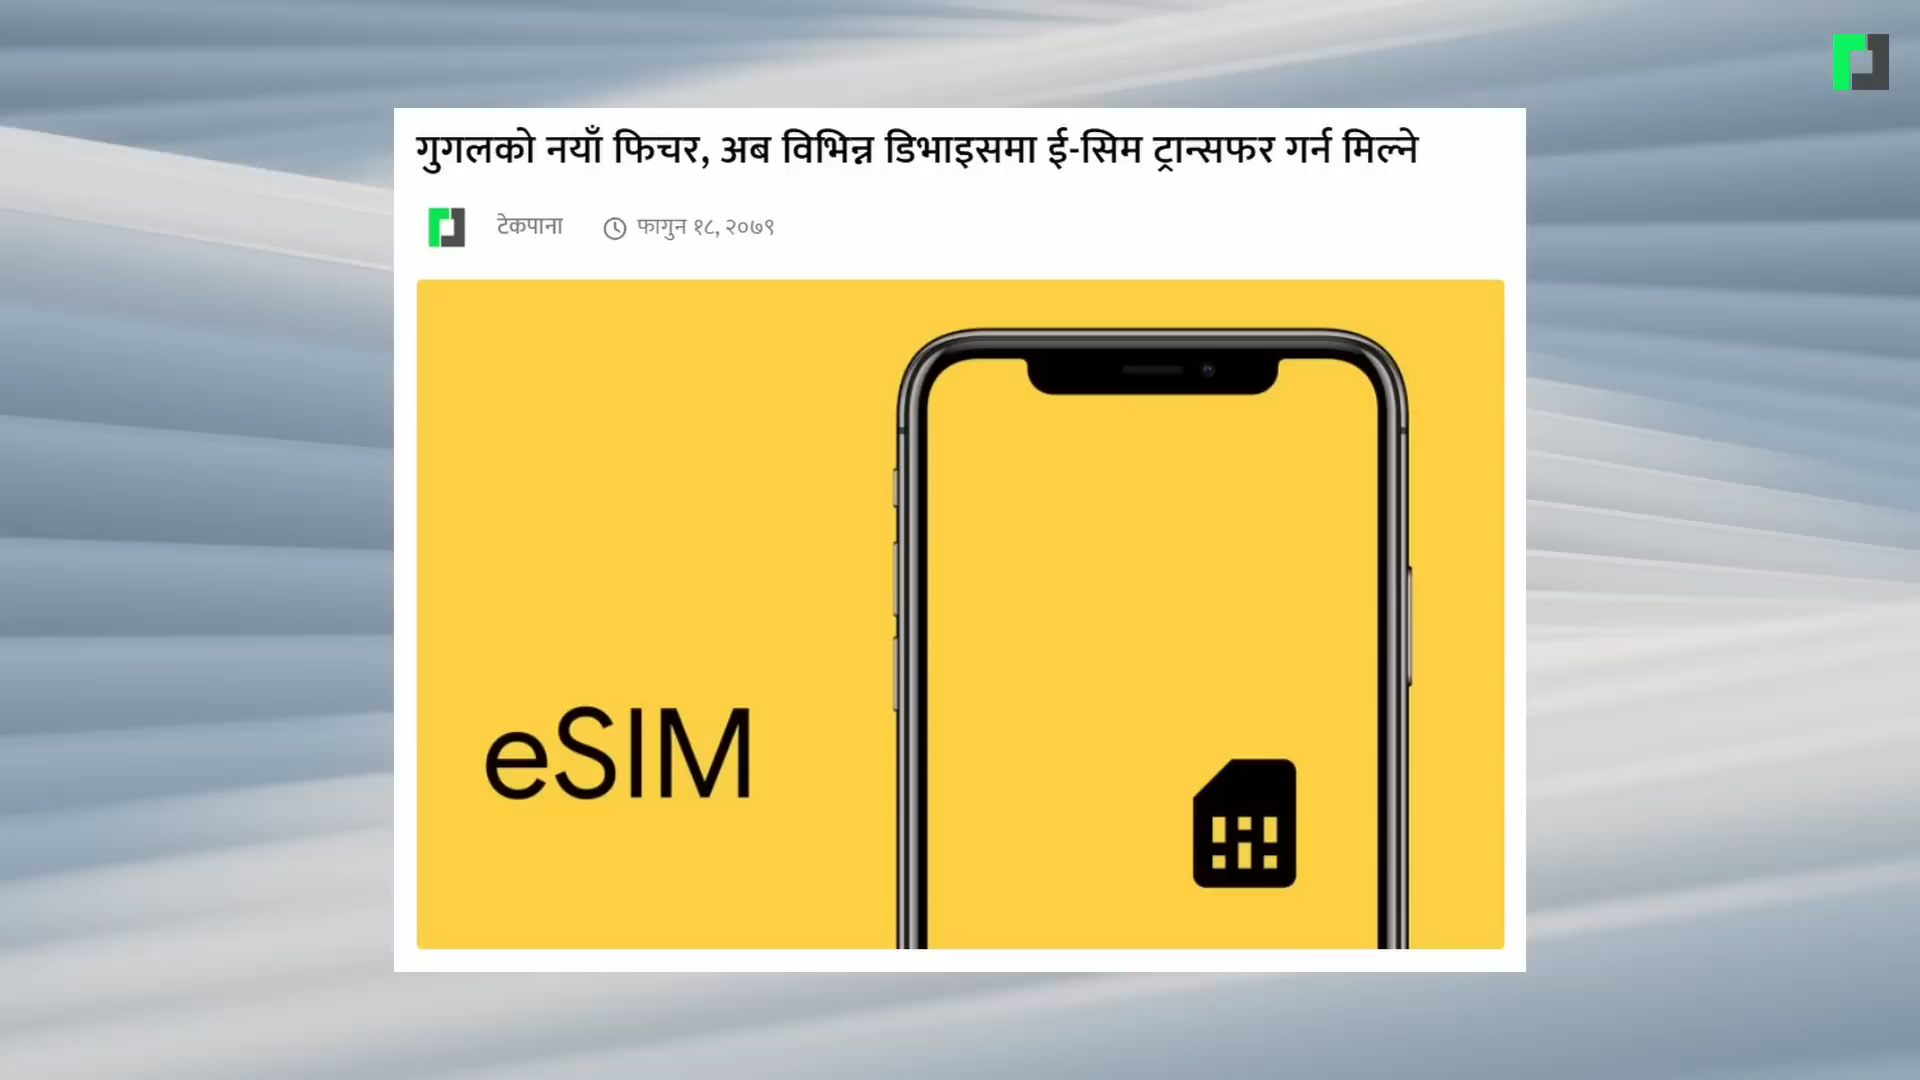 गुगलको नयाँ फिचर, अब विभिन्न डिभाइसमा ई-सिम ट्रान्सफर गर्न मिल्ने
टेकपाना फागुन १८, २०७९
eSIM